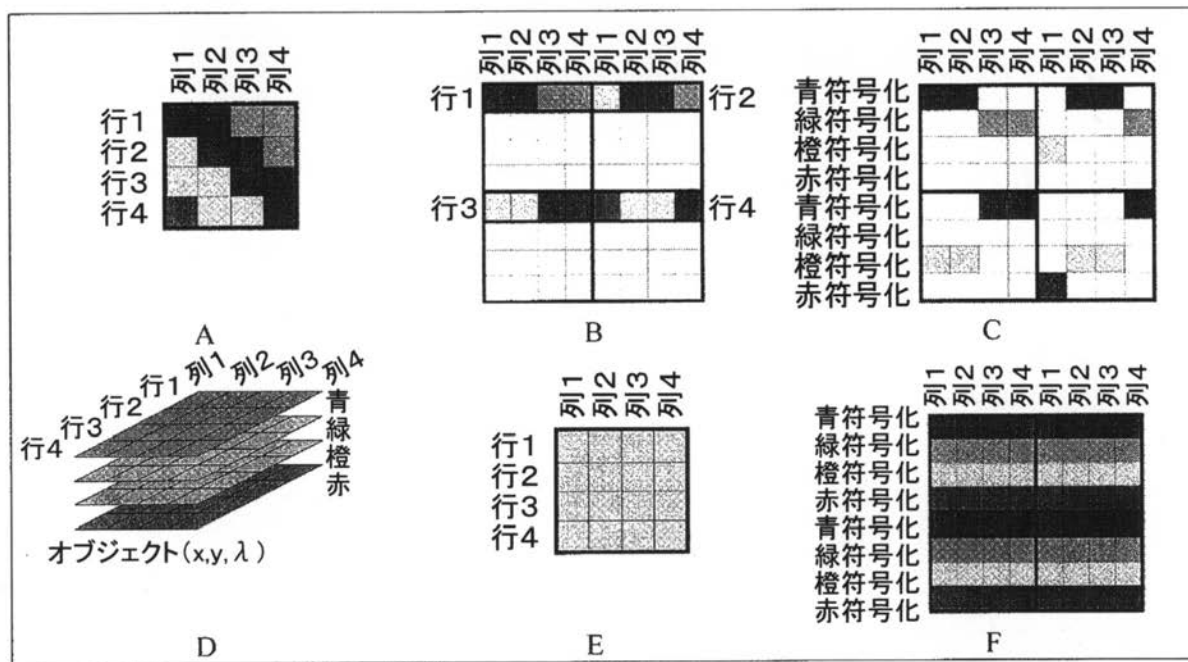 列1 列2 列3 列4
行1
行2
行3
行4
A
列1 列2 列3 列4 列1 列2 列3 列4
行1 行2
行3 行4
B
列1 列2 列3 列4 列1 列2 列3 列4
青符号化
緑符号化
橙符号化
赤符号化
青符号化
緑符号化
橙符号化
赤符号化
C
行4 行3 行2 行1 列1 列2 列3 列4
青
緑
橙
赤
オブジェクト(x,y,λ)
D
列1 列2 列3 列4
行1
行2
行3
行4
E
列1 列2 列3 列4 列1 列2 列3 列4
青符号化
緑符号化
橙符号化
赤符号化
青符号化
緑符号化
橙符号化
赤符号化
F